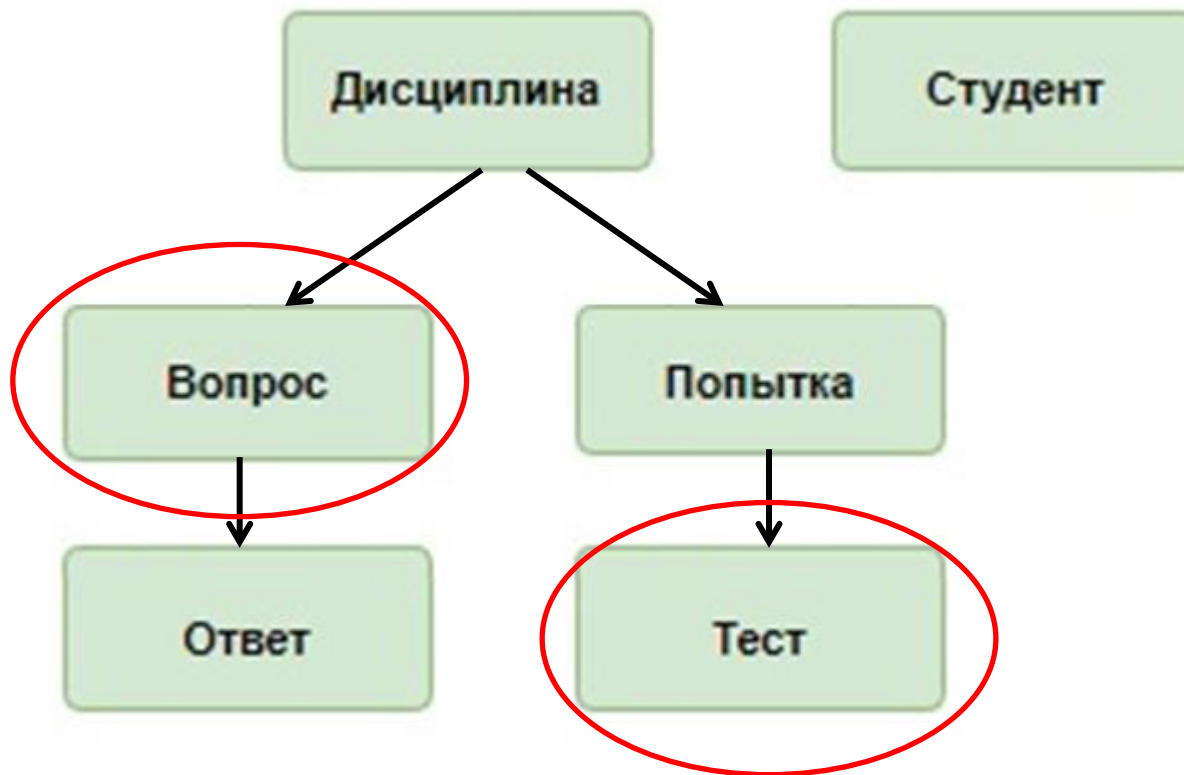 Дисциплина
Студент
Вопрос
Попытка
Ответ
Тест